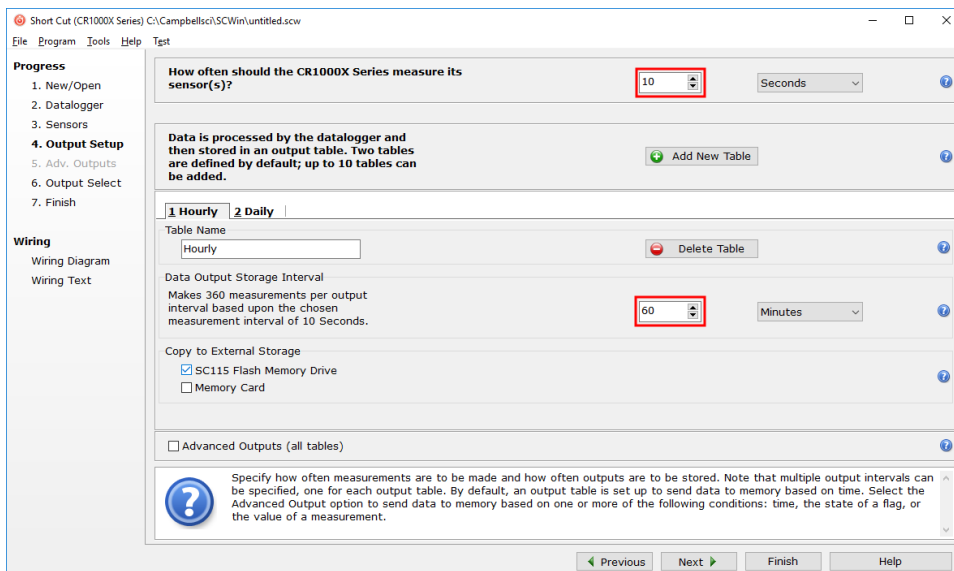 Short Cut (CR1000X Series) C:\Campbellsci\SCWin\untitled.scw
File Program Tools Help Test
Progress
1. New/Open
2. Datalogger
3. Sensors
4. Output Setup
5. Adv. Outputs
6. Output Select
7. Finish
Wiring
Wiring Diagram
Wiring Text
How often should the CR1000X Series measure its
sensor(s)?
10
Seconds
Data is processed by the datalogger and
then stored in an output table. Two tables
are defined by default; up to 10 tables can
be added.
Add New Table
1 Hourly 2 Daily
Table Name
Hourly
Delete Table
Data Output Storage Interval
Makes 360 measurements per output
interval based upon the chosen
measurement interval of 10 Seconds.
60
Minutes
Copy to External Storage
SC115 Flash Memory Drive
Memory Card
Advanced Outputs (all tables)
Specify how often measurements are to be made and how often outputs are to be stored. Note that multiple output intervals can
be specified, one for each output table. By default, an output table is set up to send data to memory based on time. Select the
Advanced Output option to send data to memory based on one or more of the following conditions: time, the state of a flag, or
the value of a measurement.
Previous Next Finish Help